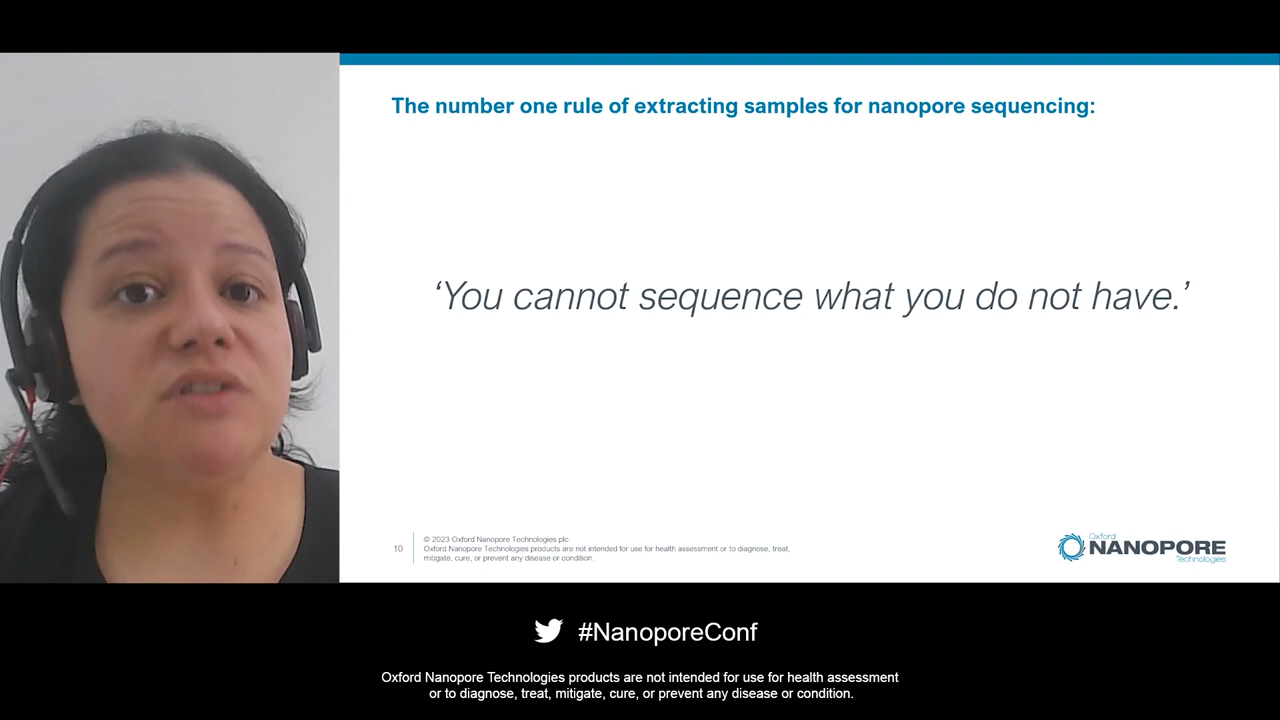 The number one rule of extracting samples for nanopore sequencing:
‘You cannot sequence what you do not have.’
10
© 2023 Oxford Nanopore Technologies plc.
Oxford Nanopore Technologies products are not intended for use for health assessment or to diagnose, treat,
mitigate, cure, or prevent any disease or condition.
Oxford
NANOPORE
Technologies
#NanoporeConf
Oxford Nanopore Technologies products are not intended for use for health assessment
or to diagnose, treat, mitigate, cure, or prevent any disease or condition.